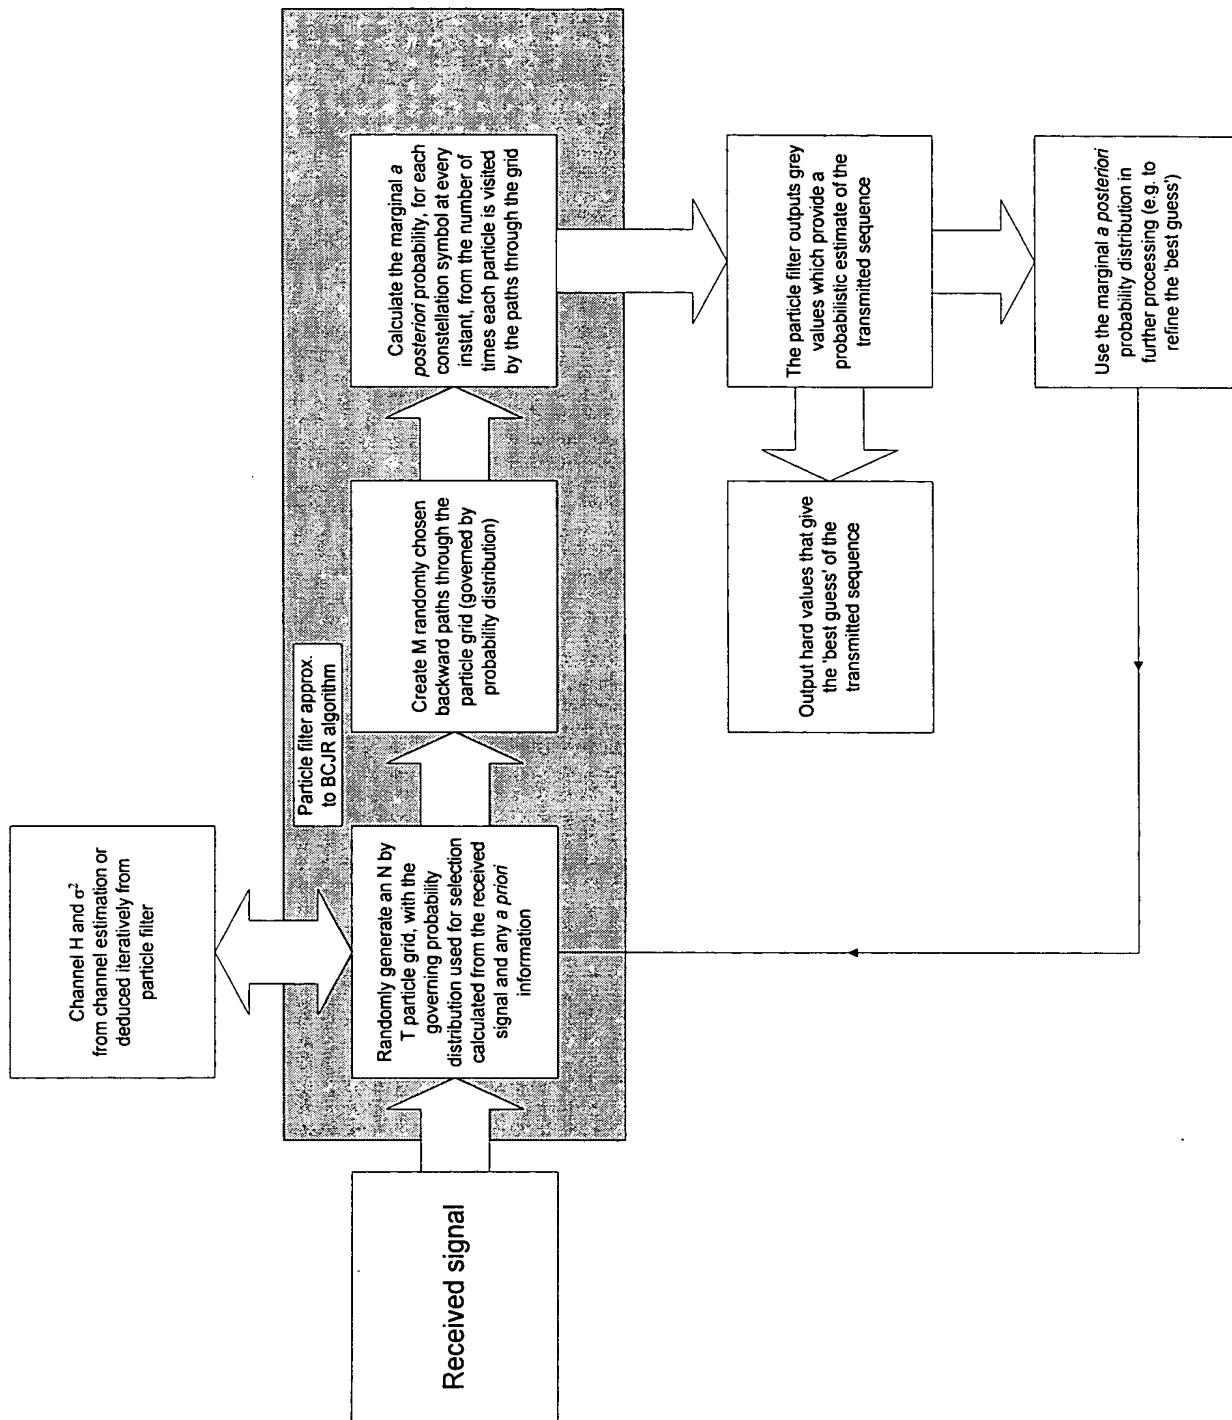 Received signal
Channel H and σ²
from channel estimation or
deduced iteratively from
particle filter
Particle filter approx.
to BCJR algorithm
Randomly generate an N by
T particle grid, with the
governing probability
distribution used for selection
calculated from the received
signal and any a priori
information
Create M randomly chosen
backward paths through the
particle grid (governed by
probability distribution)
Calculate the marginal a
posteriori probability, for each
constellation symbol at every
instant, from the number of
times each particle is visited
by the paths through the grid
The particle filter outputs grey
values which provide a
probabilistic estimate of the
transmitted sequence
Output hard values that give
the 'best guess' of the
transmitted sequence
Use the marginal a posteriori
probability distribution in
further processing (e.g. to
refine the 'best guess')